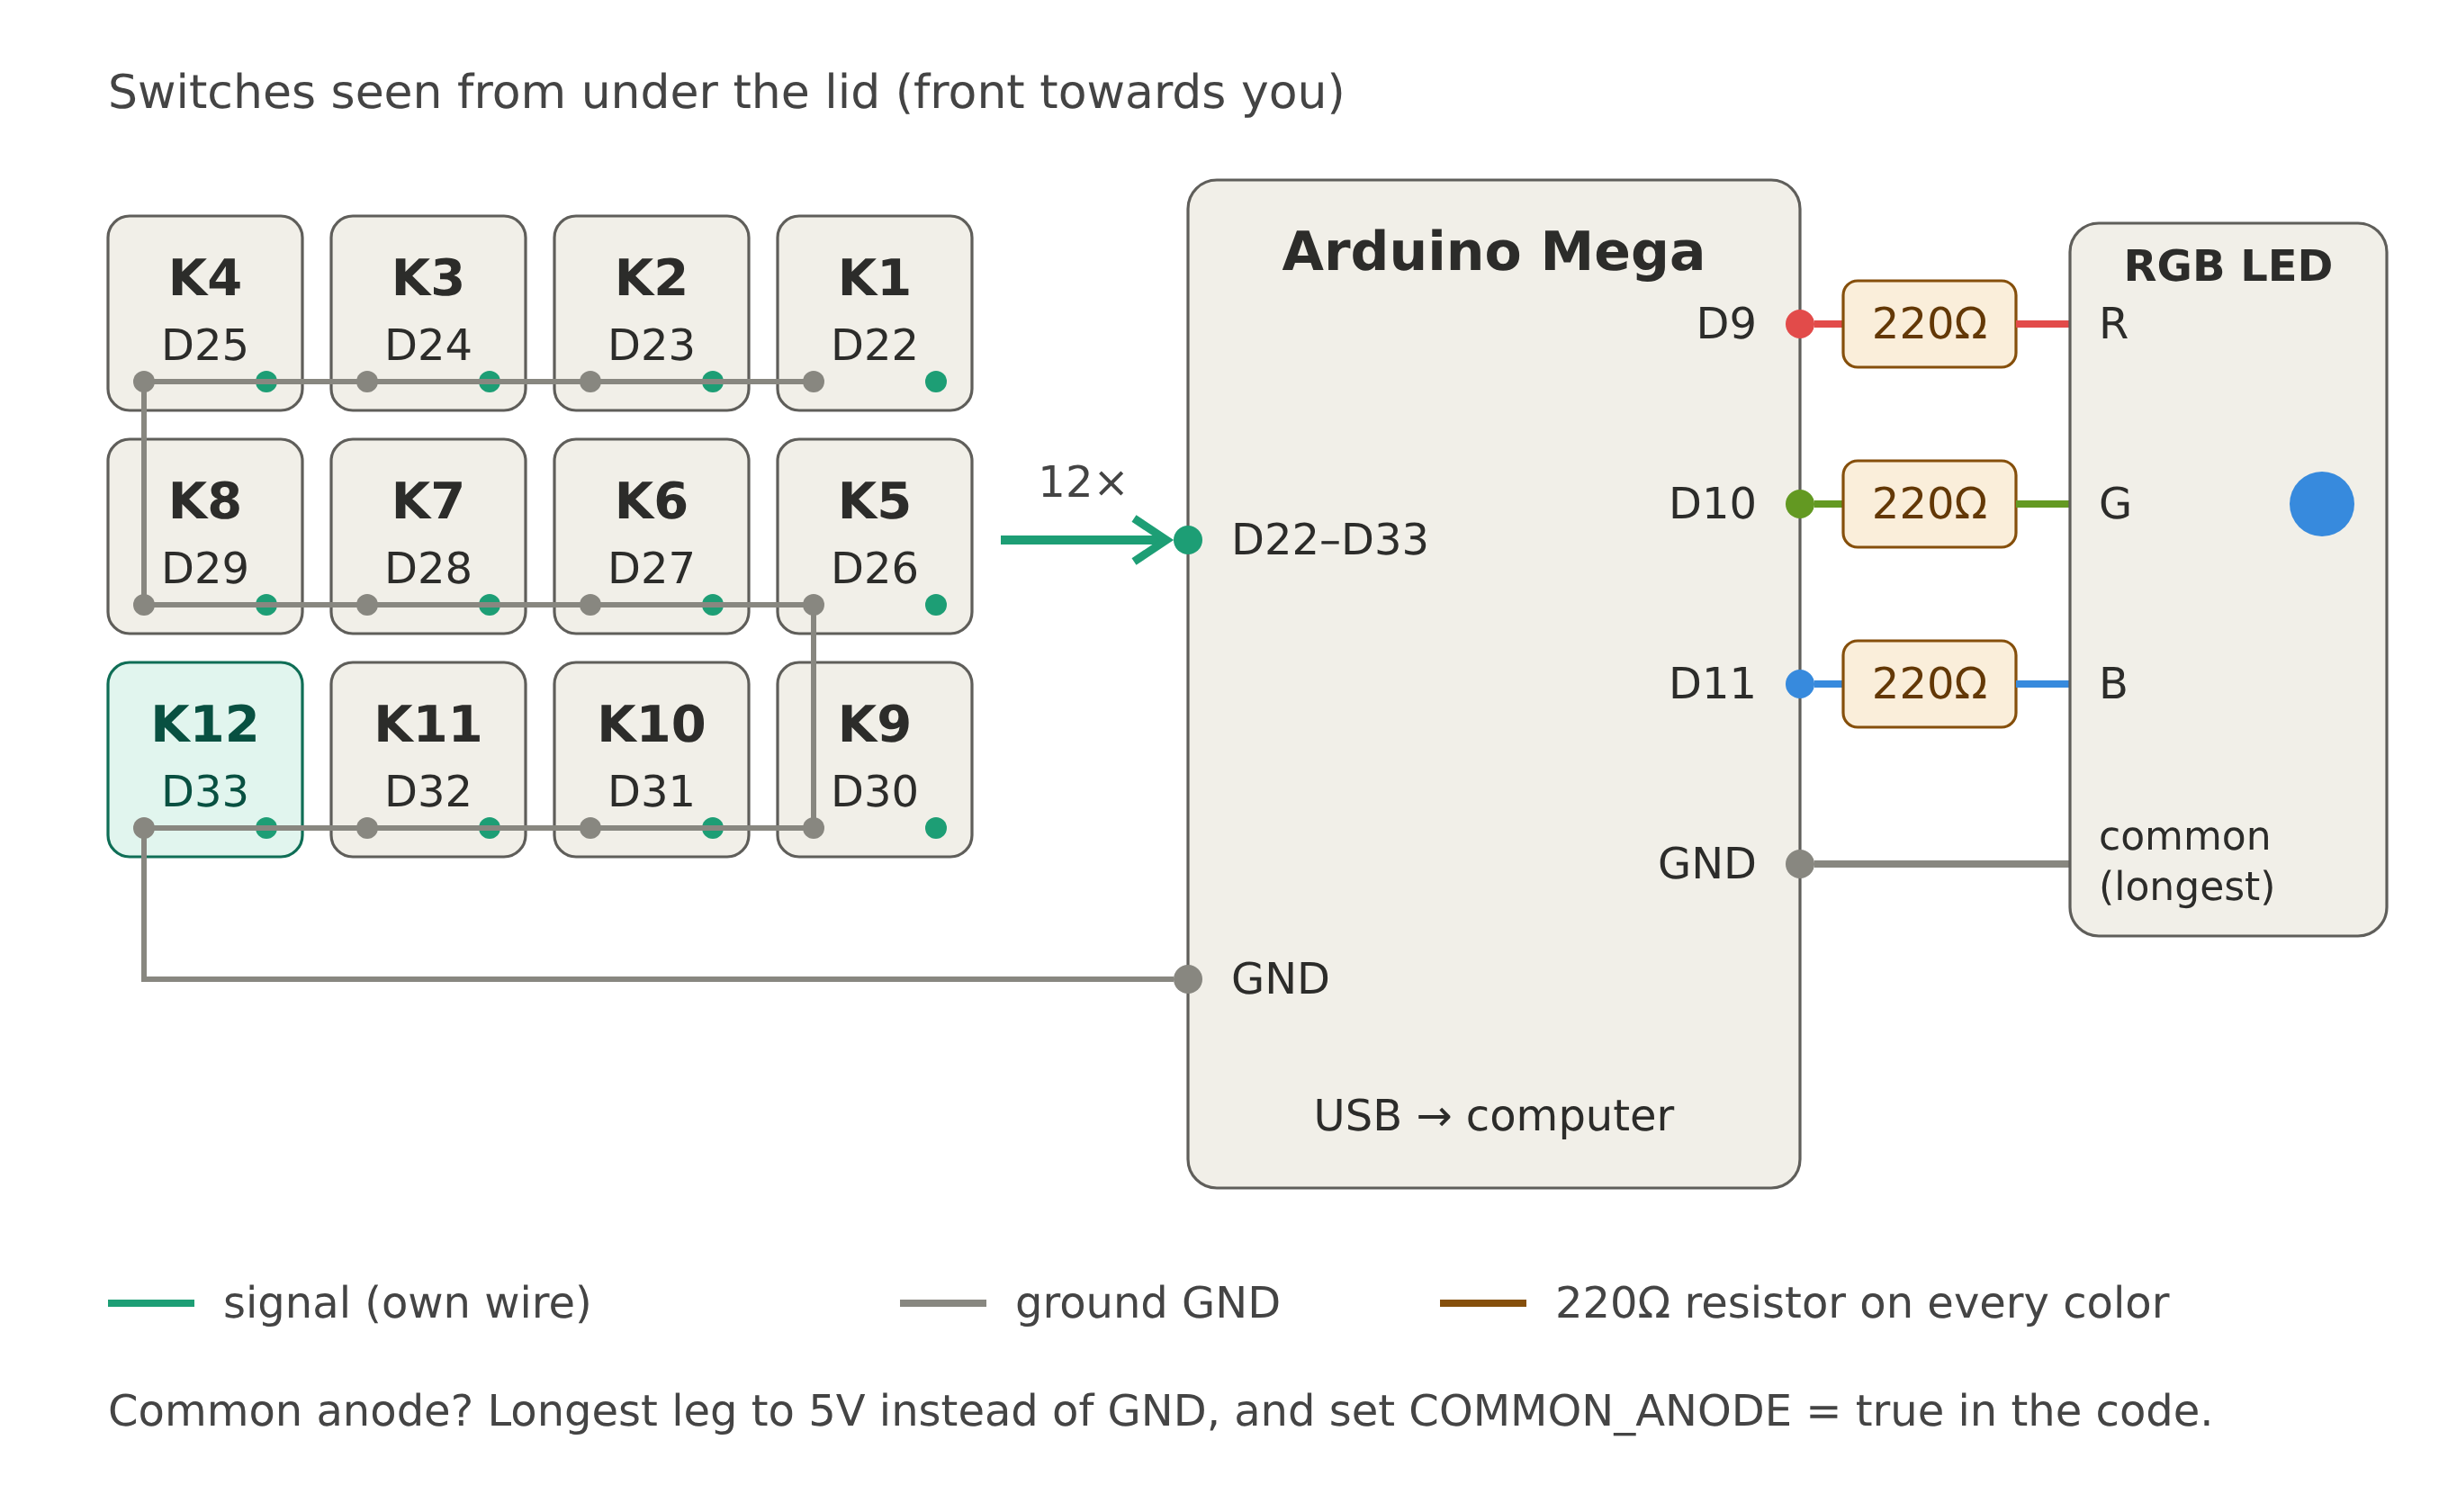 Switches seen from under the lid (front towards you)
K4
D25
K3
D24
K2
D23
K1
D22
K8
D29
K7
D28
K6
D27
K5
D26
K12
D33
K11
D32
K10
D31
K9
D30
12×
Arduino Mega
D22–D33
GND
D9
D10
D11
GND
USB → computer
220Ω
220Ω
220Ω
RGB LED
R
G
B
common
(longest)
signal (own wire)
ground GND
220Ω resistor on every color
Common anode? Longest leg to 5V instead of GND, and set COMMON_ANODE = true in the code.